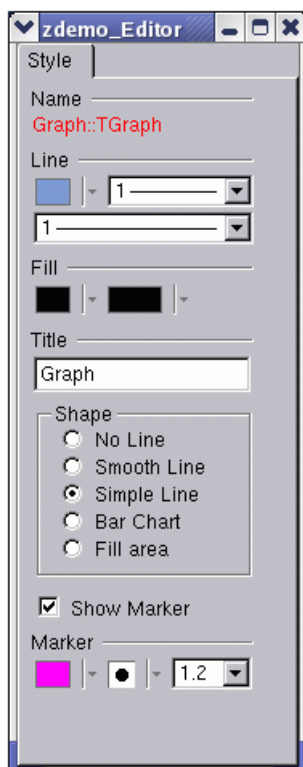 zdemo_Editor
Style
Name
Graph::TGraph
Line
1
1
Fill
Title
Graph
Shape
No Line
Smooth Line
Simple Line
Bar Chart
Fill area
Show Marker
Marker
1.2